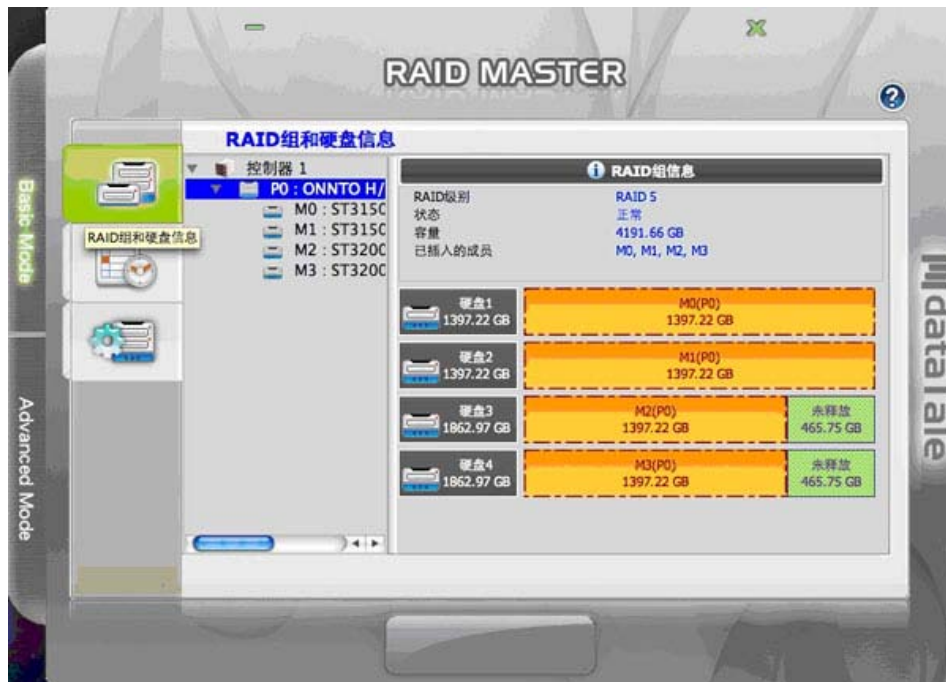 RAID MASTER
?
Basic Mode
Advanced Mode
RAID组和硬盘信息
RAID组和硬盘信息
控制器 1
P0 : ONNTO H/
M0 : ST315C
M1 : ST315C
M2 : ST320C
M3 : ST320C
RAID组信息
RAID级别 RAID 5
状态 正常
容量 4191.66 GB
已插入的成员 M0, M1, M2, M3
硬盘1
1397.22 GB
M0(P0)
1397.22 GB
硬盘2
1397.22 GB
M1(P0)
1397.22 GB
硬盘3
1862.97 GB
M2(P0)
1397.22 GB
未释放
465.75 GB
硬盘4
1862.97 GB
M3(P0)
1397.22 GB
未释放
465.75 GB
dataTale